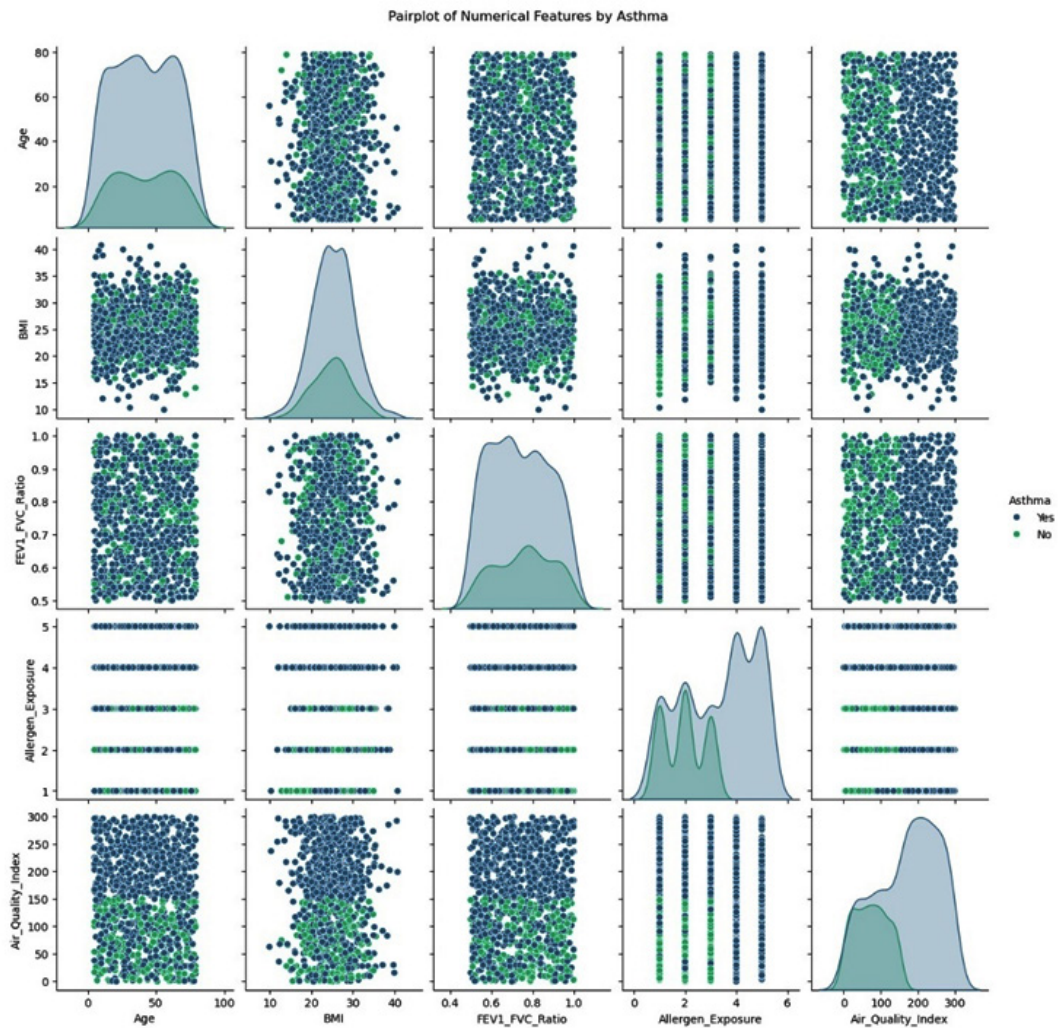 Pairplot of Numerical Features by Asthma
80
60
40
20
Age
40
35
30
25
20
15
10
BMI
1.0
0.9
0.8
0.7
0.6
0.5
FEV1_FVC_Ratio
Asthma
Yes
No
5
4
3
2
1
Allergen_Exposure
300
250
200
150
100
50
0
Air_Quality_Index
0 50 100
10 20 30 40
0.4 0.6 0.8 1.0
0 2 4 6
0 100 200 300
Age BMI FEV1_FVC_Ratio Allergen_Exposure Air_Quality_Index